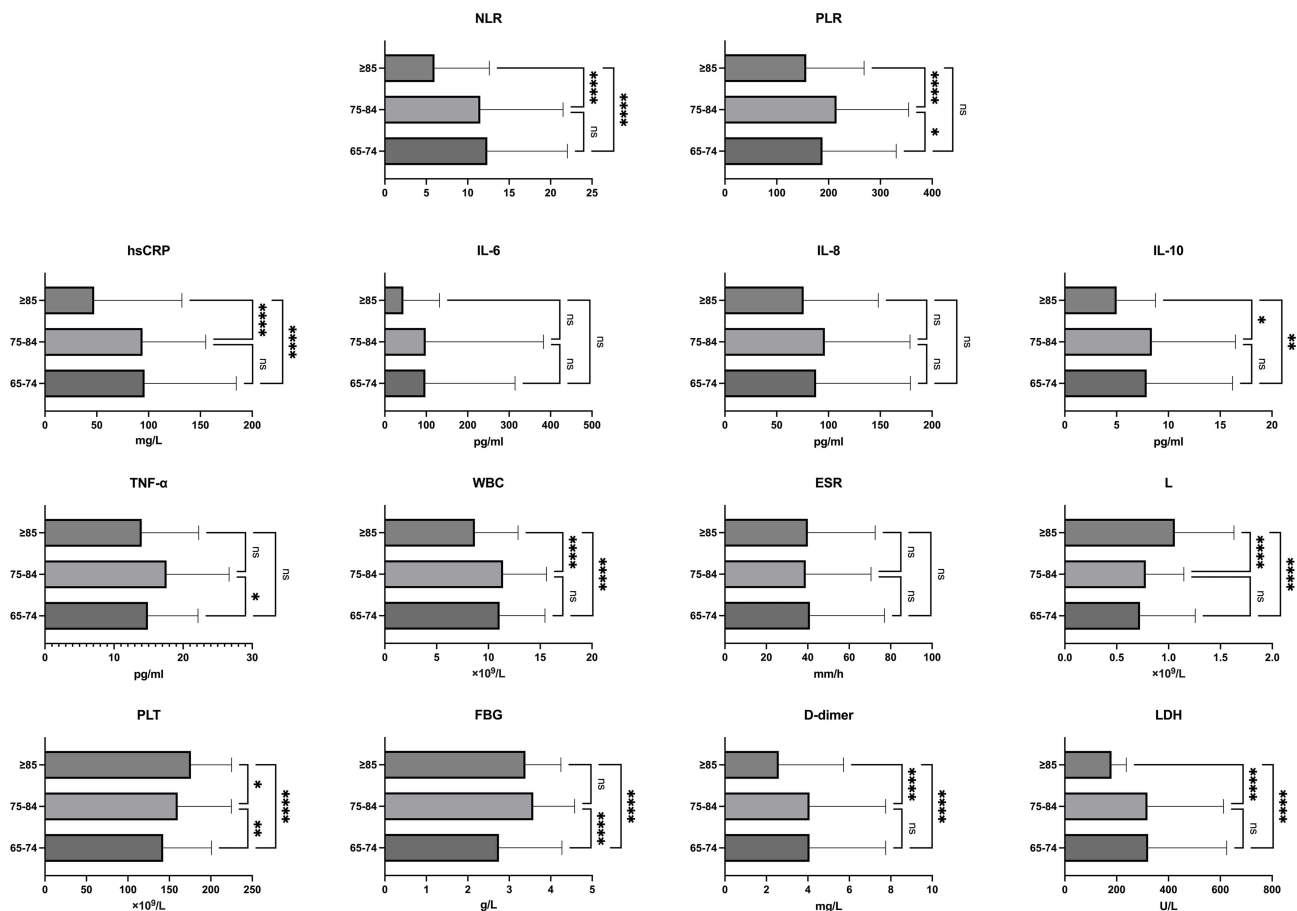 NLR
≥85
75-84
65-74
0 5 10 15 20 25
****
ns
****
PLR
≥85
75-84
65-74
0 100 200 300 400
****
*
ns
hsCRP
≥85
75-84
65-74
0 50 100 150 200
mg/L
****
ns
****
IL-6
≥85
75-84
65-74
0 100 200 300 400 500
pg/ml
ns
ns
ns
IL-8
≥85
75-84
65-74
0 50 100 150 200
pg/ml
ns
ns
ns
IL-10
≥85
75-84
65-74
0 5 10 15 20
pg/ml
*
ns
**
TNF-α
≥85
75-84
65-74
0 10 20 30
pg/ml
ns
*
ns
WBC
≥85
75-84
65-74
0 5 10 15 20
×10⁹/L
****
ns
****
ESR
≥85
75-84
65-74
0 20 40 60 80 100
mm/h
ns
ns
ns
L
≥85
75-84
65-74
0.0 0.5 1.0 1.5 2.0
×10⁹/L
****
ns
****
PLT
≥85
75-84
65-74
0 50 100 150 200 250
×10⁹/L
*
**
****
FBG
≥85
75-84
65-74
0 1 2 3 4 5
g/L
ns
****
****
D-dimer
≥85
75-84
65-74
0 2 4 6 8 10
mg/L
****
ns
****
LDH
≥85
75-84
65-74
0 200 400 600 800
U/L
****
ns
****